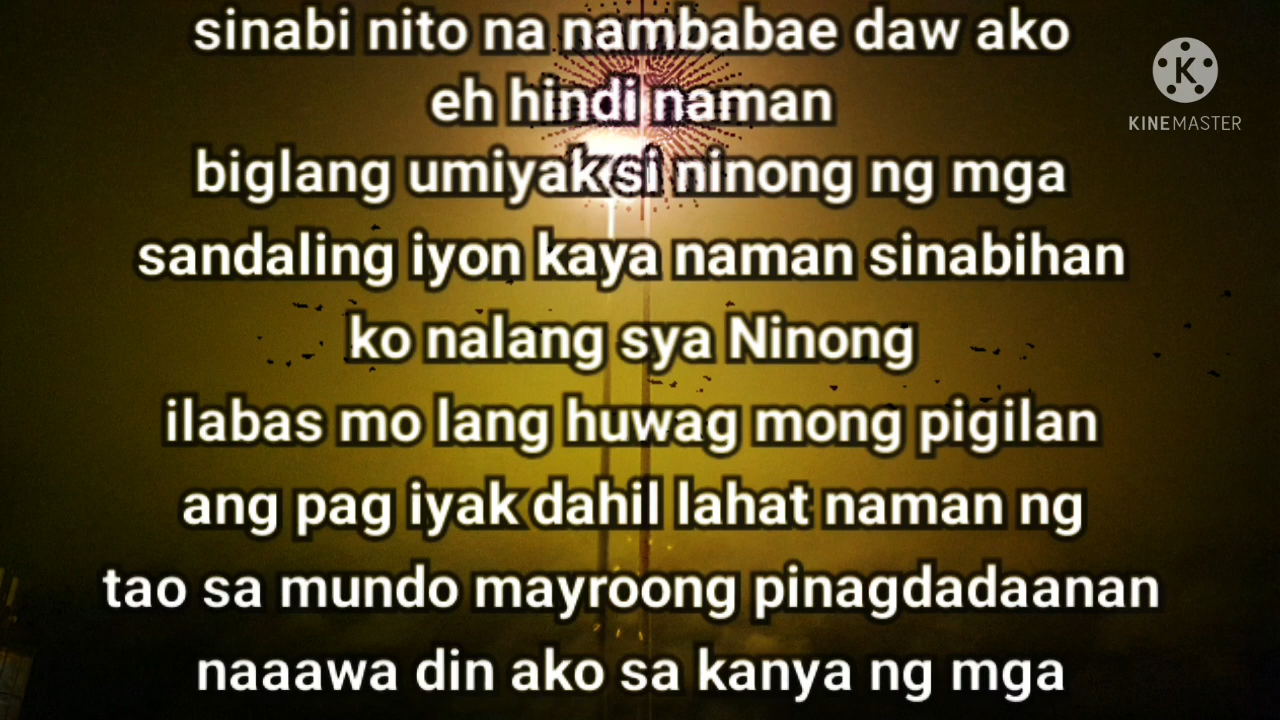 sinabi nito na nambabae daw ako
eh hindi naman
biglang umiyak si ninong ng mga
sandaling iyon kaya naman sinabihan
ko nalang sya Ninong
ilabas mo lang huwag mong pigilan
ang pag iyak dahil lahat naman ng
tao sa mundo mayroong pinagdadaanan
naaawa din ako sa kanya ng mga
K
KINEMASTER